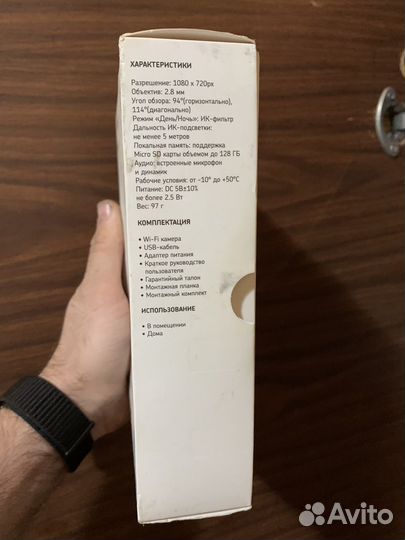 ХАРАКТЕРИСТИКИ
Разрешение: 1080 x 720px
Объектив: 2.8 мм
Угол обзора: 94°(горизонтально),
114°(диагонально)
Режим «День/Ночь»: ИК-фильтр
Дальность ИК-подсветки:
не менее 5 метров
Локальная память: поддержка
Micro SD карты объемом до 128 ГБ
Аудио: встроенные микрофон
и динамик
Рабочие условия: от -10° до +50°C
Питание: DC 5В±10%
не более 2.5 Вт
Вес: 97 г
КОМПЛЕКТАЦИЯ
• Wi-Fi камера
• USB-кабель
• Адаптер питания
• Краткое руководство
пользователя
• Гарантийный талон
• Монтажная планка
• Монтажный комплект
ИСПОЛЬЗОВАНИЕ
• В помещении
• Дома
Avito